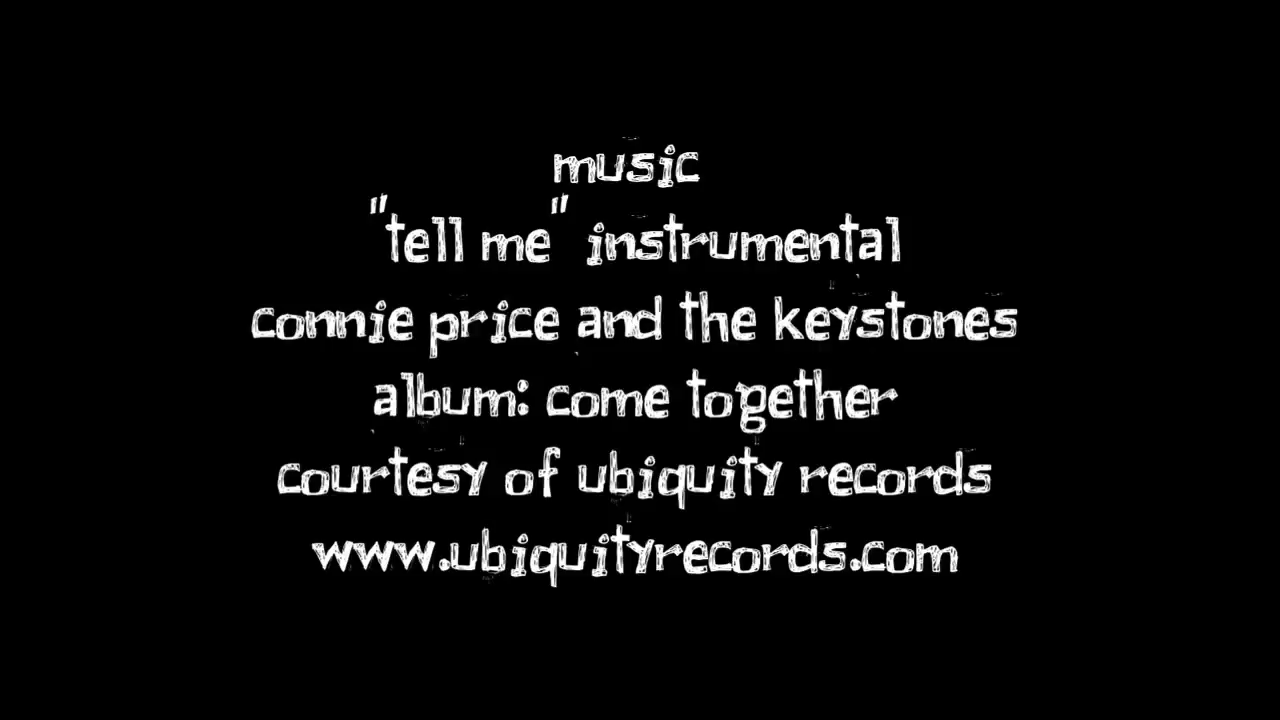 music
"tell me" instrumental
connie price and the keystones
album: come together
courtesy of ubiquity records
www.ubiquityrecords.com